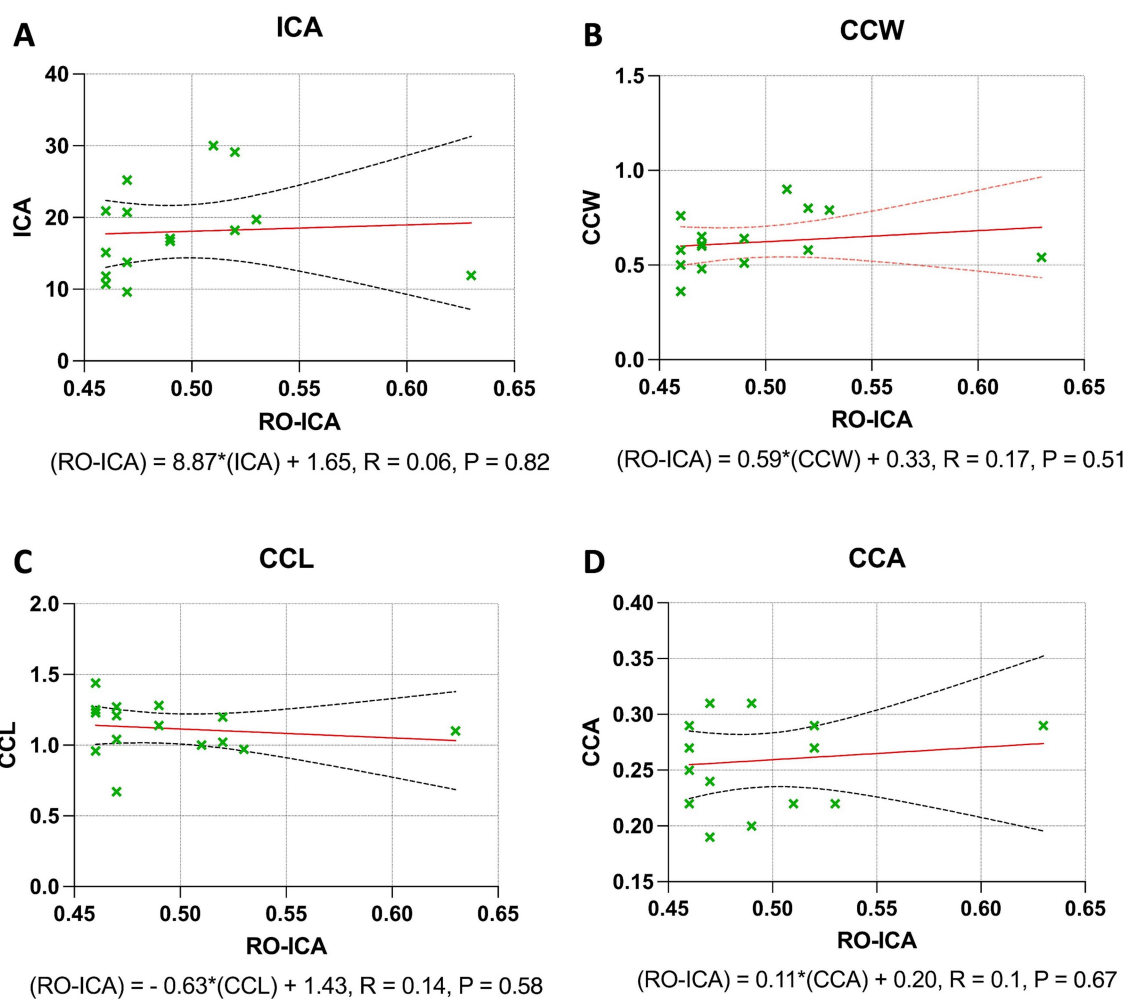 A
ICA
40
30
20
10
0
ICA
0.45
0.50
0.55
0.60
0.65
RO-ICA
(RO-ICA) = 8.87*(ICA) + 1.65, R = 0.06, P = 0.82
B
CCW
1.5
1.0
0.5
0.0
CCW
0.45
0.50
0.55
0.60
0.65
RO-ICA
(RO-ICA) = 0.59*(CCW) + 0.33, R = 0.17, P = 0.51
C
CCL
2.0
1.5
1.0
0.5
0.0
CCL
0.45
0.50
0.55
0.60
0.65
RO-ICA
(RO-ICA) = - 0.63*(CCL) + 1.43, R = 0.14, P = 0.58
D
CCA
0.40
0.35
0.30
0.25
0.20
0.15
CCA
0.45
0.50
0.55
0.60
0.65
RO-ICA
(RO-ICA) = 0.11*(CCA) + 0.20, R = 0.1, P = 0.67